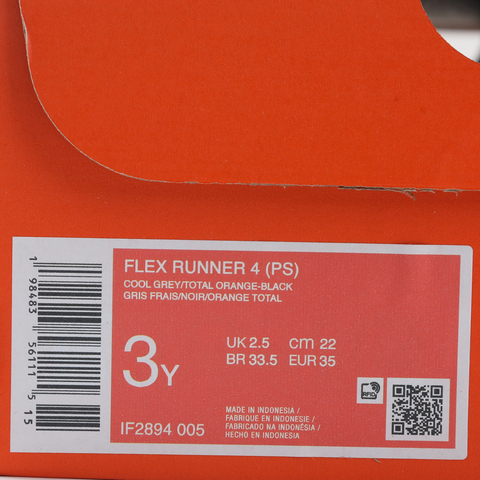 FLEX RUNNER 4 (PS)
COOL GREY/TOTAL ORANGE-BLACK
GRIS FRAIS/NOIR/ORANGE TOTAL
3Y
UK 2.5 cm 22
BR 33.5 EUR 35
IF2894 005
MADE IN INDONESIA /
FABRIQUE EN INDONESIE /
FABRICADO NA INDONÉSIA /
HECHO EN INDONESIA
RFID
1 98483 56111 5 15